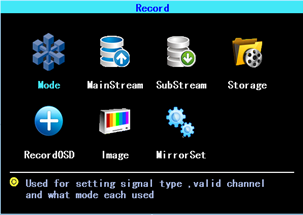 Record
Mode MainStream SubStream Storage
RecordOSD Image MirrorSet
Used for setting signal type ,valid channel
and what mode each used